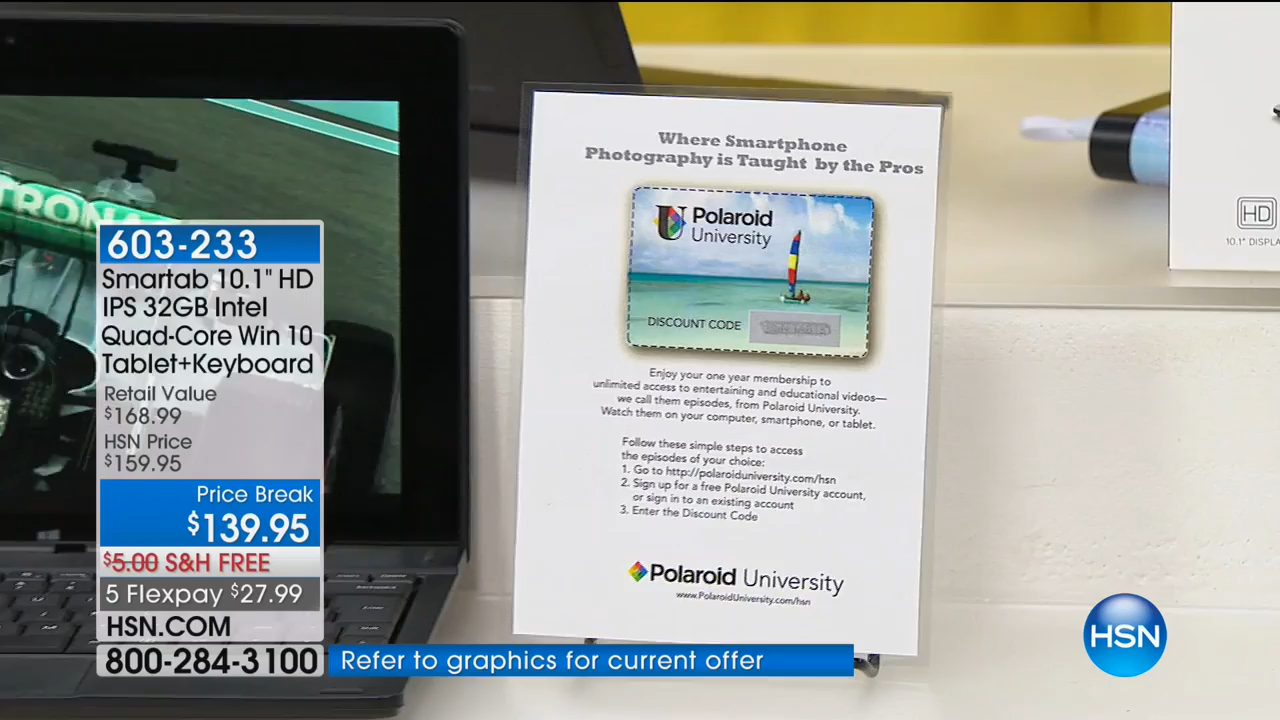 TRONA
603-233
Smartab 10.1" HD
IPS 32GB Intel
Quad-Core Win 10
Tablet+Keyboard
Retail Value
$168.99
HSN Price
$159.95
Price Break
$139.95
$5.00 S&H FREE
5 Flexpay $27.99
HSN.COM
800-284-3100
Refer to graphics for current offer
Where Smartphone
Photography is Taught by the Pros
U Polaroid
University
DISCOUNT CODE
Enjoy your one year membership to
unlimited access to entertaining and educational videos—
we call them episodes, from Polaroid University.
Watch them on your computer, smartphone, or tablet.
Follow these simple steps to access
the episodes of your choice:
1. Go to http://polaroiduniversity.com/hsn
2. Sign up for a free Polaroid University account,
or sign in to an existing account
3. Enter the Discount Code
Polaroid University
www.PolaroidUniversity.com/hsn
HD
10.1" DISPLA
HSN